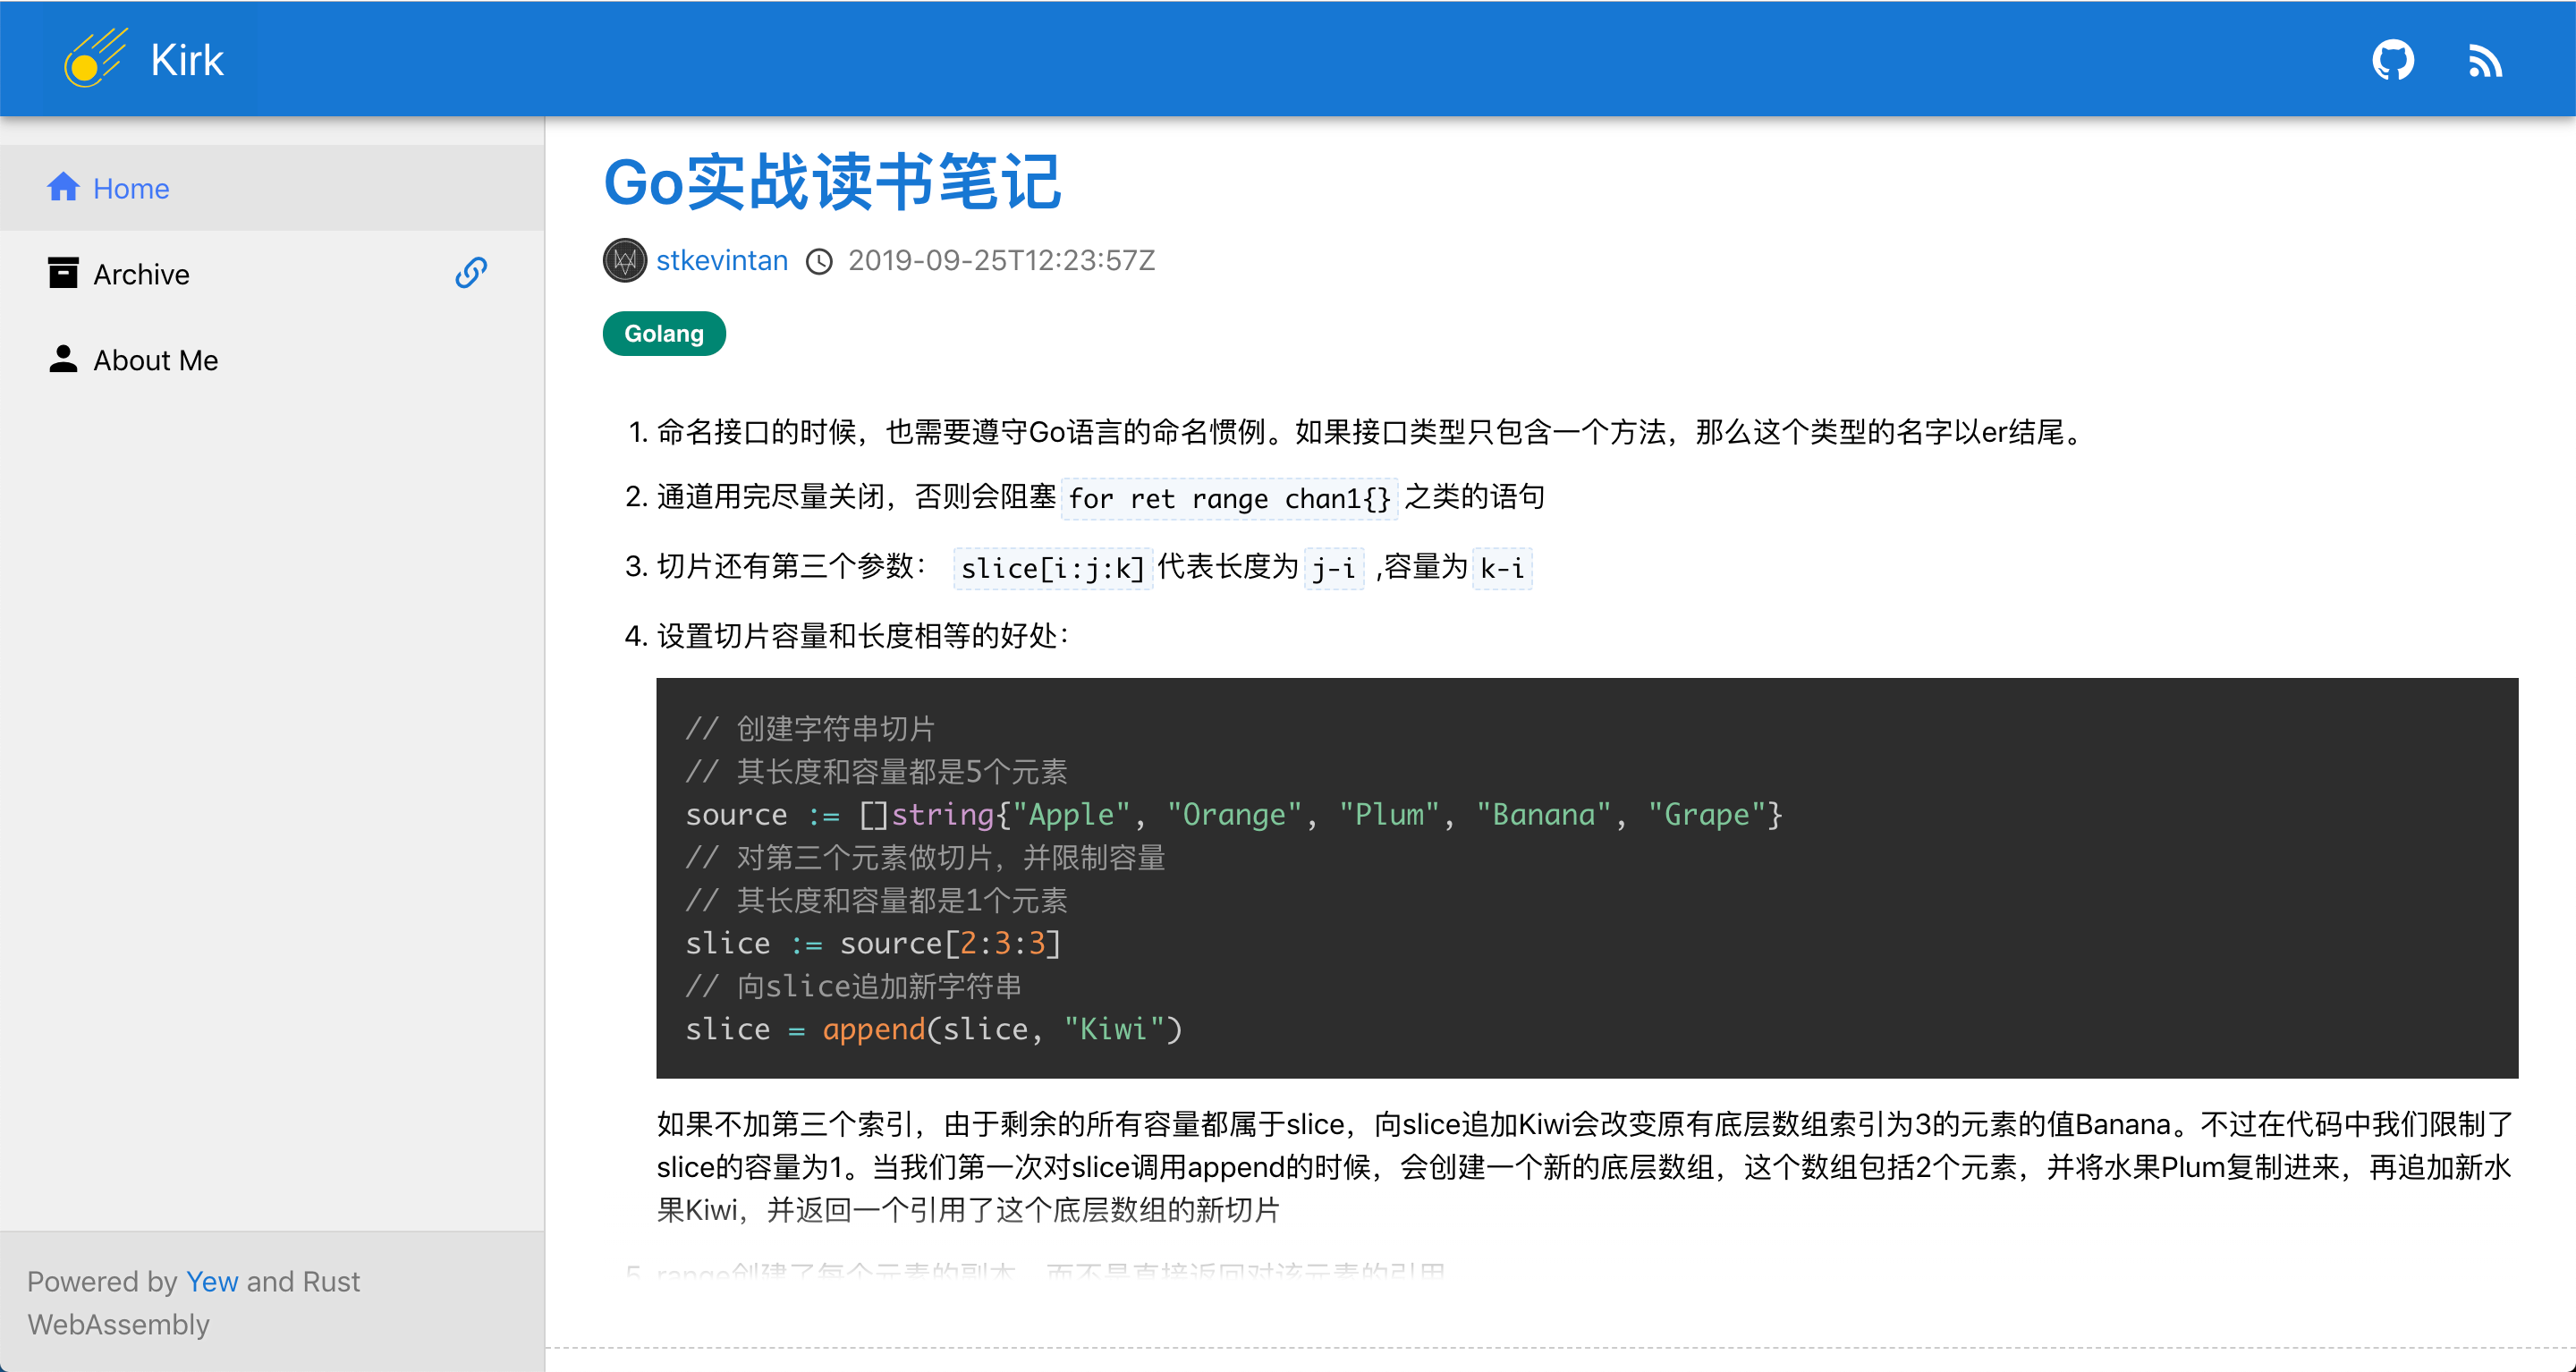 Kirk
Home
Archive
About Me
Go实战读书笔记
stkevintan 2019-09-25T12:23:57Z
Golang
1. 命名接口的时候，也需要遵守Go语言的命名惯例。如果接口类型只包含一个方法，那么这个类型的名字以er结尾。
2. 通道用完尽量关闭，否则会阻塞 for ret range chan1{} 之类的语句
3. 切片还有第三个参数： slice[i:j:k] 代表长度为 j-i ,容量为 k-i
4. 设置切片容量和长度相等的好处：
// 创建字符串切片
// 其长度和容量都是5个元素
source := []string{"Apple", "Orange", "Plum", "Banana", "Grape"}
// 对第三个元素做切片，并限制容量
// 其长度和容量都是1个元素
slice := source[2:3:3]
// 向slice追加新字符串
slice = append(slice, "Kiwi")
如果不加第三个索引，由于剩余的所有容量都属于slice，向slice追加Kiwi会改变原有底层数组索引为3的元素的值Banana。不过在代码中我们限制了
slice的容量为1。当我们第一次对slice调用append的时候，会创建一个新的底层数组，这个数组包括2个元素，并将水果Plum复制进来，再追加新水
果Kiwi，并返回一个引用了这个底层数组的新切片
5. range创建了每个元素的副本，而不是直接返回对该元素的引用
Powered by Yew and Rust
WebAssembly